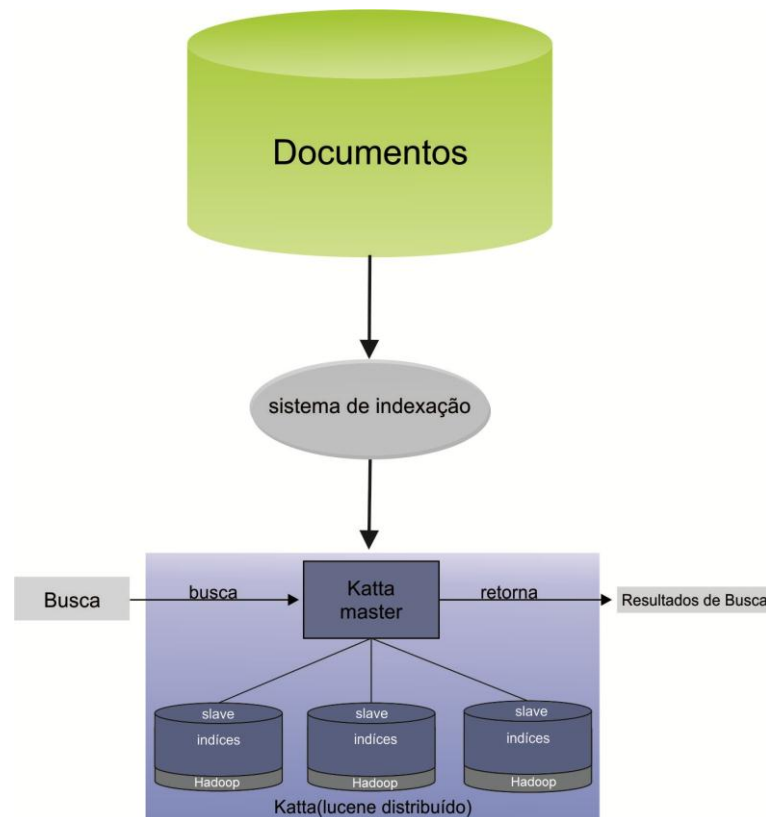 Documentos
sistema de indexação
Busca
busca
Katta
master
retorna
Resultados de Busca
slave
slave
slave
indíces
indíces
indíces
Hadoop
Hadoop
Hadoop
Katta(lucene distribuído)